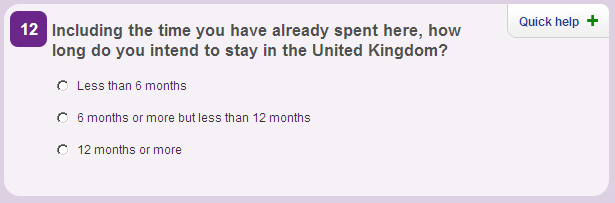 12
Including the time you have already spent here, how
long do you intend to stay in the United Kingdom?
Quick help +
Less than 6 months
6 months or more but less than 12 months
12 months or more